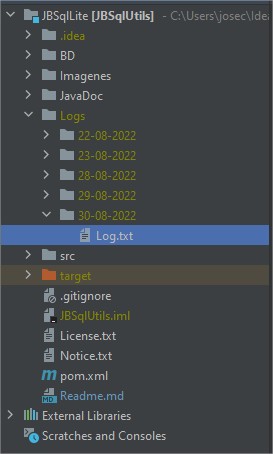 JBSqlLite [JBSqlUtils] - C:\Users\josec\Idea
.idea
BD
Imagenes
JavaDoc
Logs
22-08-2022
23-08-2022
28-08-2022
29-08-2022
30-08-2022
Log.txt
src
target
.gitignore
JBSqlUtils.iml
License.txt
Notice.txt
pom.xml
Readme.md
External Libraries
Scratches and Consoles